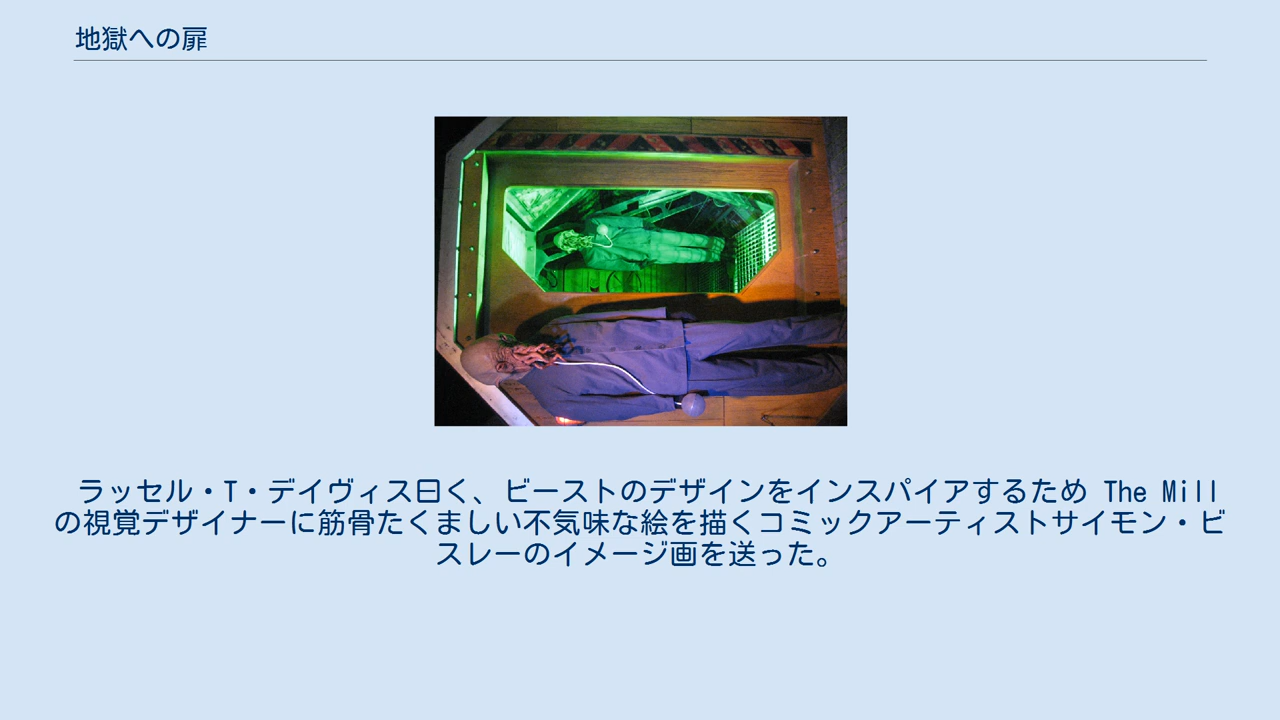 地獄への扉
ラッセル・T・デイヴィス曰く、ビーストのデザインをインスパイアするため The Mill
の視覚デザイナーに筋骨たくましい不気味な絵を描くコミックアーティストサイモン・ビ
スレーのイメージ画を送った。